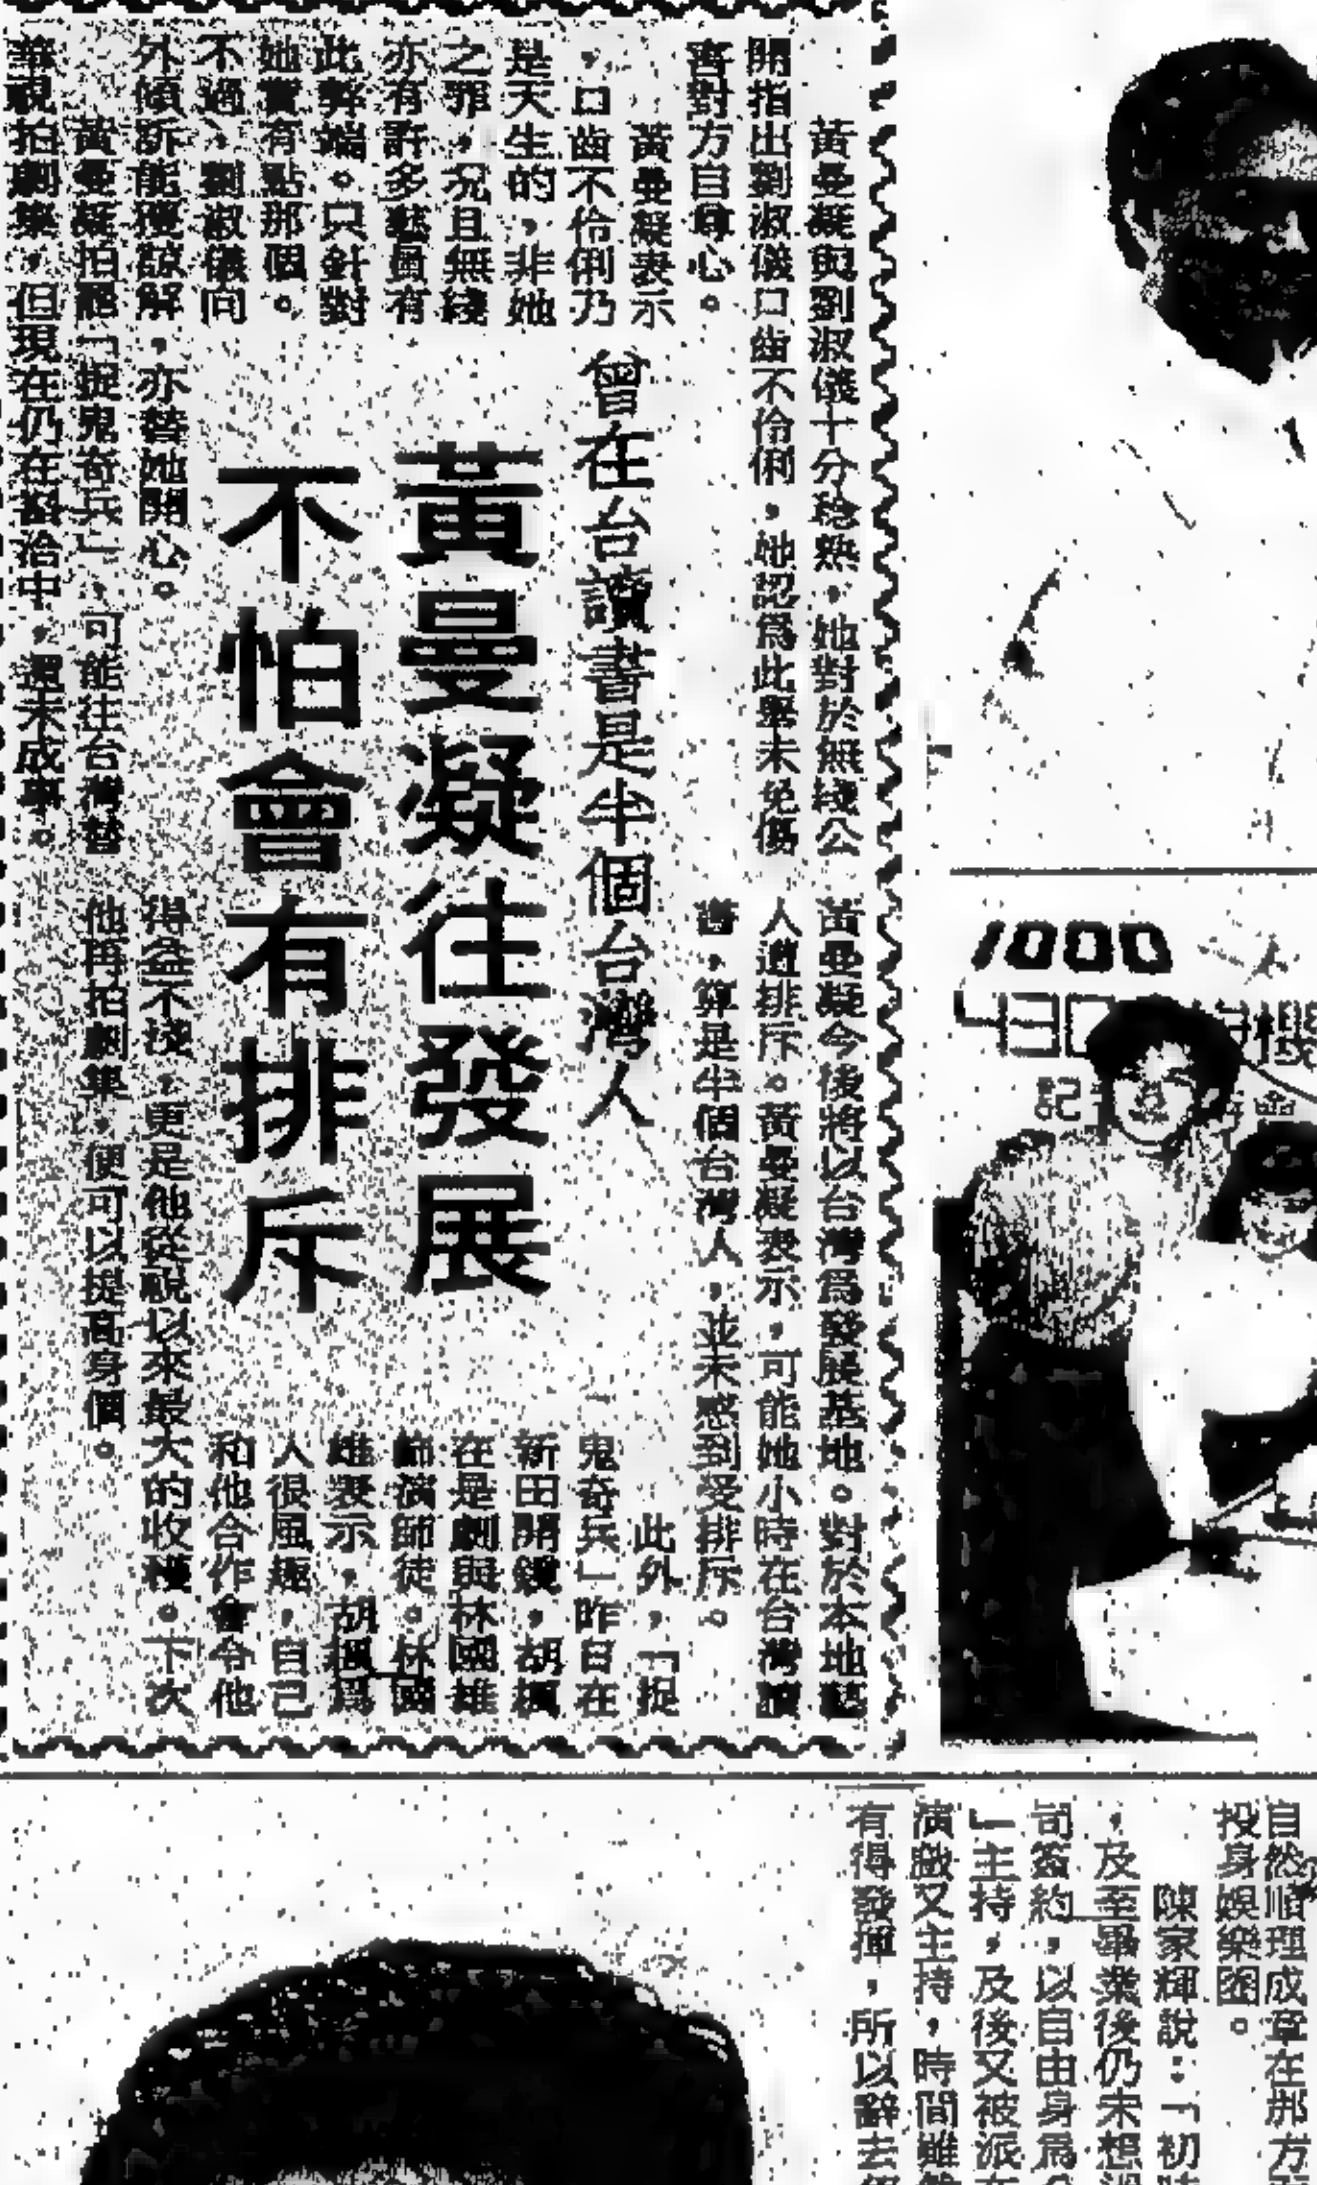 曾在台讀書是半個台灣人
黃曼凝往發展
不怕會有排斥
黃曼凝與劉淑儀十分稔熟，她對於無綫公
開指出劉淑儀口齒不伶俐，她認爲此舉未免傷
害對方自尊心。
黃曼凝表示
，口齒不伶俐乃
是天生的，非她
之罪，況且無綫
亦有許多藝員有
此弊端。只針對
她實有點那個。
不過，劉淑儀向
外傾訴能獲諒解，亦替她開心。
黃曼凝拍罷「捉鬼奇兵」，可能往台灣替
華視拍劇集，但現在仍在斟洽中，還未成事。
黃曼凝今後將以台灣爲發展基地。對於本地藝
人遭排斥。黃曼凝表示，可能她小時在台灣讀
書，算是半個台灣人，並未感到受排斥。
此外，「捉
鬼奇兵」昨日在
新田開鏡，胡楓
在是劇與林國雄
飾演師徒。林國
雄表示，胡楓爲
人很風趣，自己
和他合作會令他
得益不淺，更是他從藝以來最大的收穫。下次
他再拍劇集，便可以提高身價。
1000
記
自然順理成章在那方
投身娛樂圈。
陳家輝說：「初
，及至畢業後仍未想
司簽約，以自由身爲
」主持，及後又被派
演戲又主持，時間雖
有得發揮，所以辭去